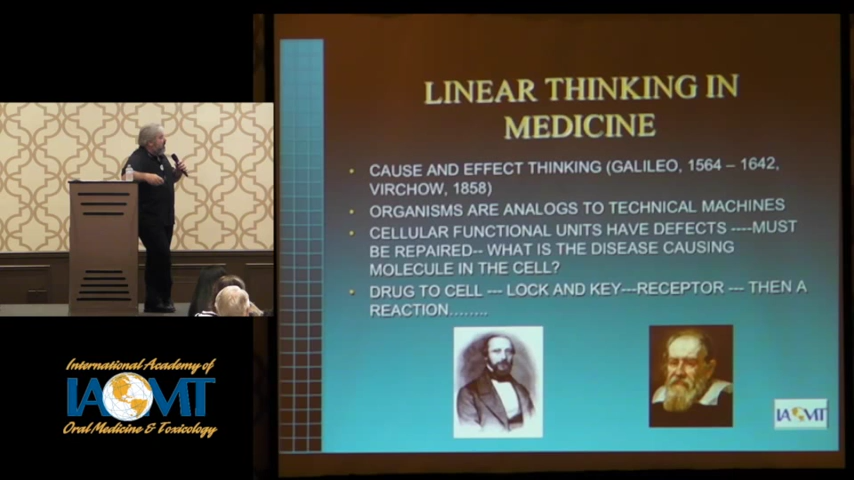 LINEAR THINKING IN
MEDICINE
• CAUSE AND EFFECT THINKING (GALILEO, 1564 – 1642,
VIRCHOW, 1858)
• ORGANISMS ARE ANALOGS TO TECHNICAL MACHINES
• CELLULAR FUNCTIONAL UNITS HAVE DEFECTS ----MUST
BE REPAIRED-- WHAT IS THE DISEASE CAUSING
MOLECULE IN THE CELL?
• DRUG TO CELL --- LOCK AND KEY---RECEPTOR --- THEN A
REACTION........
IAOMT
International Academy of
IAOMT
Oral Medicine & Toxicology